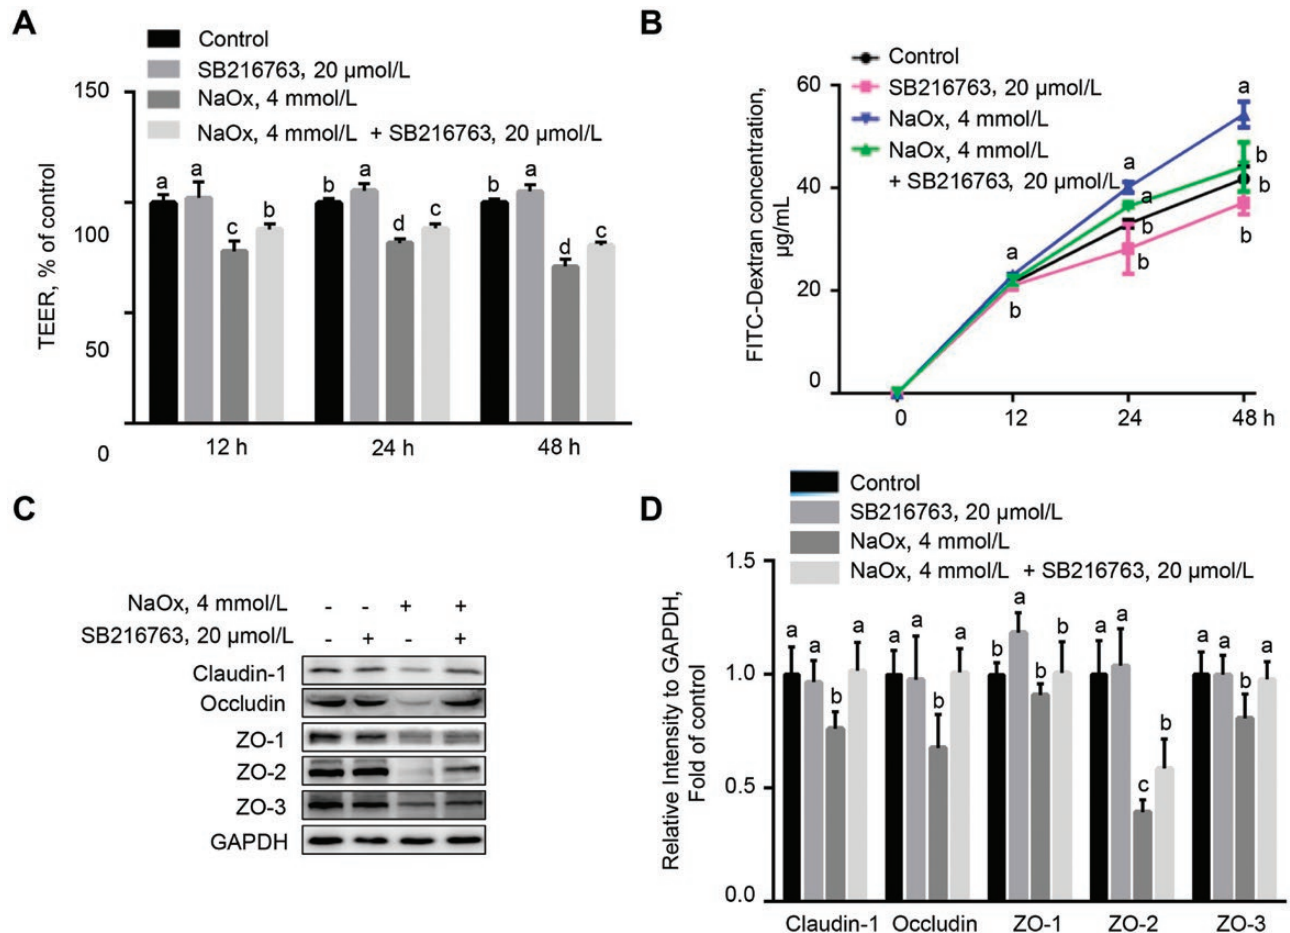 A
Control
SB216763, 20 µmol/L
NaOx, 4 mmol/L
NaOx, 4 mmol/L + SB216763, 20 µmol/L
TEER, % of control
150
100
50
0
a a c b
b a d c
b a d c
12 h 24 h 48 h
B
Control
SB216763, 20 µmol/L
NaOx, 4 mmol/L
NaOx, 4 mmol/L
+ SB216763, 20 µmol/L
FITC-Dextran concentration,
µg/mL
60
40
20
0
a
b
a
a
b
b
a
b
b
b
0 12 24 48 h
C
NaOx, 4 mmol/L - - + +
SB216763, 20 µmol/L - + - +
Claudin-1
Occludin
ZO-1
ZO-2
ZO-3
GAPDH
D
Control
SB216763, 20 µmol/L
NaOx, 4 mmol/L
NaOx, 4 mmol/L + SB216763, 20 µmol/L
Relative Intensity to GAPDH,
Fold of control
1.5
1.0
0.5
0.0
a a b a
a a b a
b a b b
a a c b
a a b a
Claudin-1 Occludin ZO-1 ZO-2 ZO-3